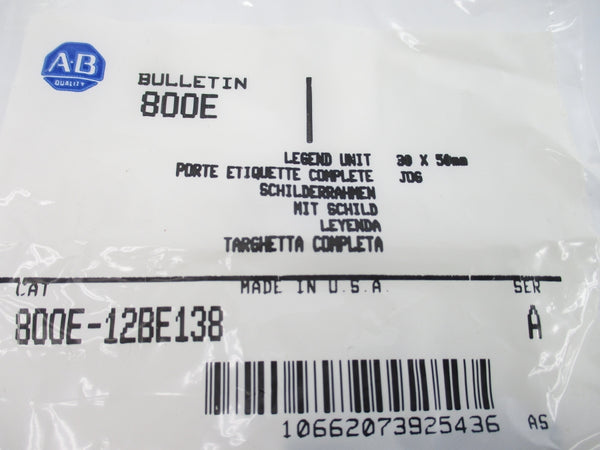 A-B
QUALITY
BULLETIN
800E
LEGEND UNIT 30 X 50mm
PORTE ETIQUETTE COMPLETE JOG
SCHILDERRAHMEN
MIT SCHILD
LEYENDA
TARGHETTA COMPLETA
CAT MADE IN U.S.A. SER
800E-12BE138 A
10662073925436 AS